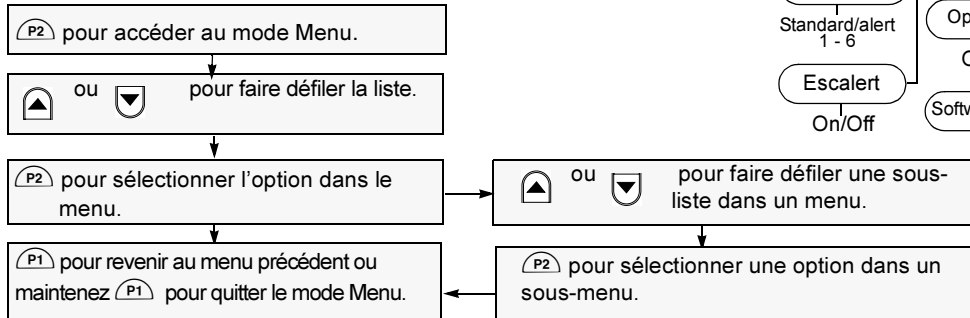 P2 pour accéder au mode Menu.
ou pour faire défiler la liste.
P2 pour sélectionner l'option dans le
menu.
P1 pour revenir au menu précédent ou
maintenez P1 pour quitter le mode Menu.
ou pour faire défiler une sous-
liste dans un menu.
P2 pour sélectionner une option dans un
sous-menu.
Standard/alert
1 - 6
Escalert
On/Off